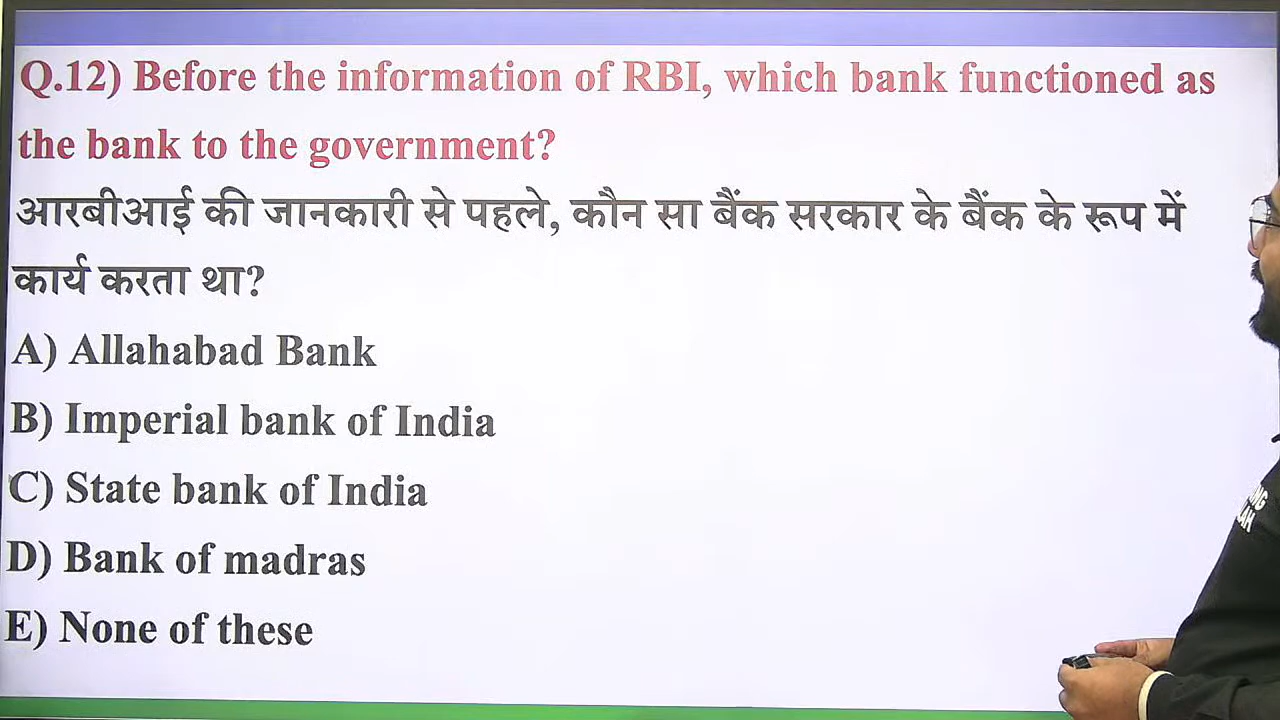 Q.12) Before the information of RBI, which bank functioned as
the bank to the government?
आरबीआई की जानकारी से पहले, कौन सा बैंक सरकार के बैंक के रूप में
कार्य करता था?
A) Allahabad Bank
B) Imperial bank of India
C) State bank of India
D) Bank of madras
E) None of these